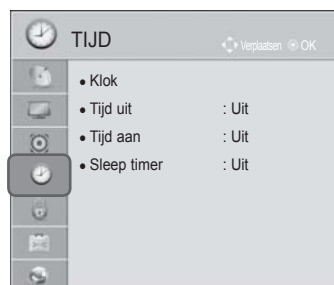 TIJD Verplaatsen OK
• Klok
• Tijd uit : Uit
• Tijd aan : Uit
• Sleep timer : Uit